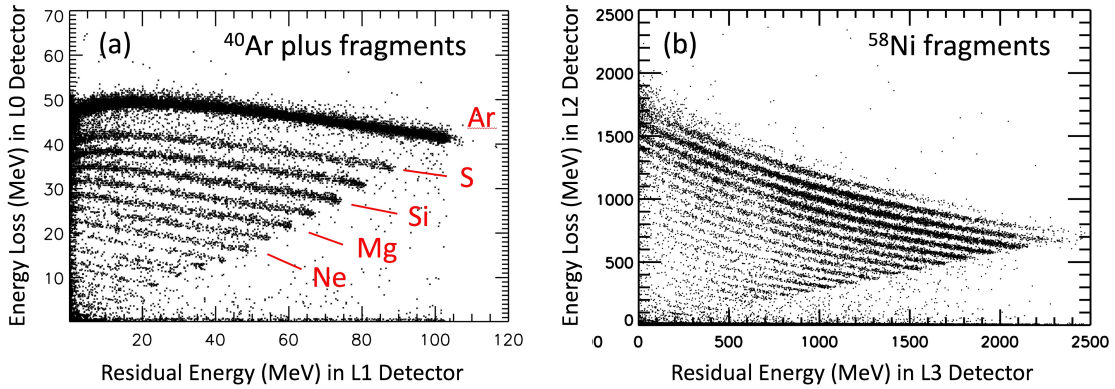 (a)
40Ar plus fragments
Energy Loss (MeV) in L0 Detector
70
60
50
40
30
20
10
20
40
60
80
100
120
Residual Energy (MeV) in L1 Detector
Ar
S
Si
Mg
Ne
(b)
58Ni fragments
Energy Loss (MeV) in L2 Detector
2500
2000
1500
1000
500
0
00
0
500
1000
1500
2000
2500
Residual Energy (MeV) in L3 Detector